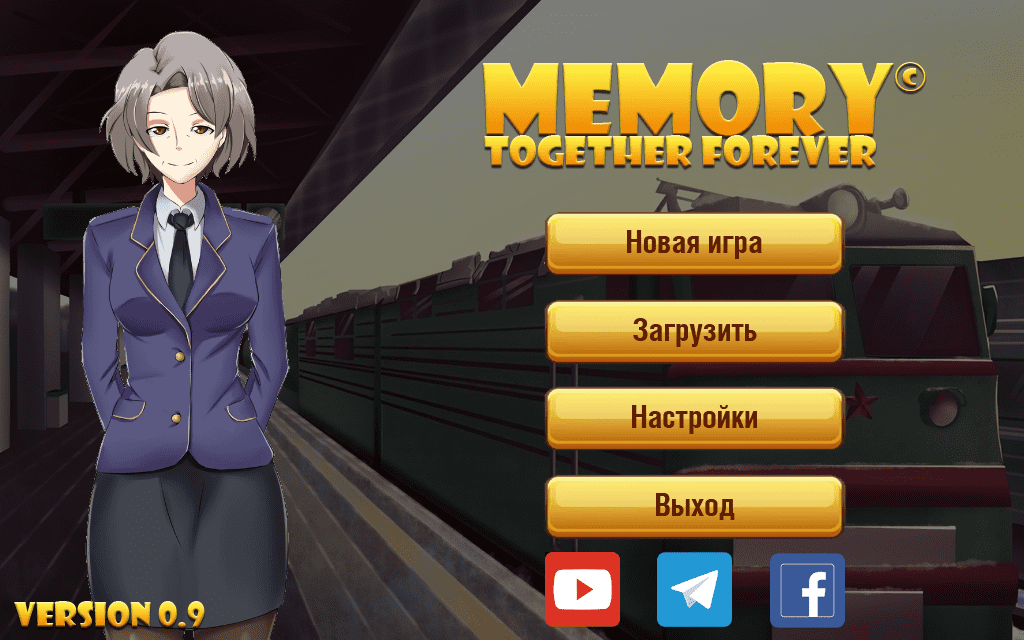 MEMORY©
TOGETHER FOREVER
Новая игра
Загрузить
Настройки
Выход
VERSION 0.9